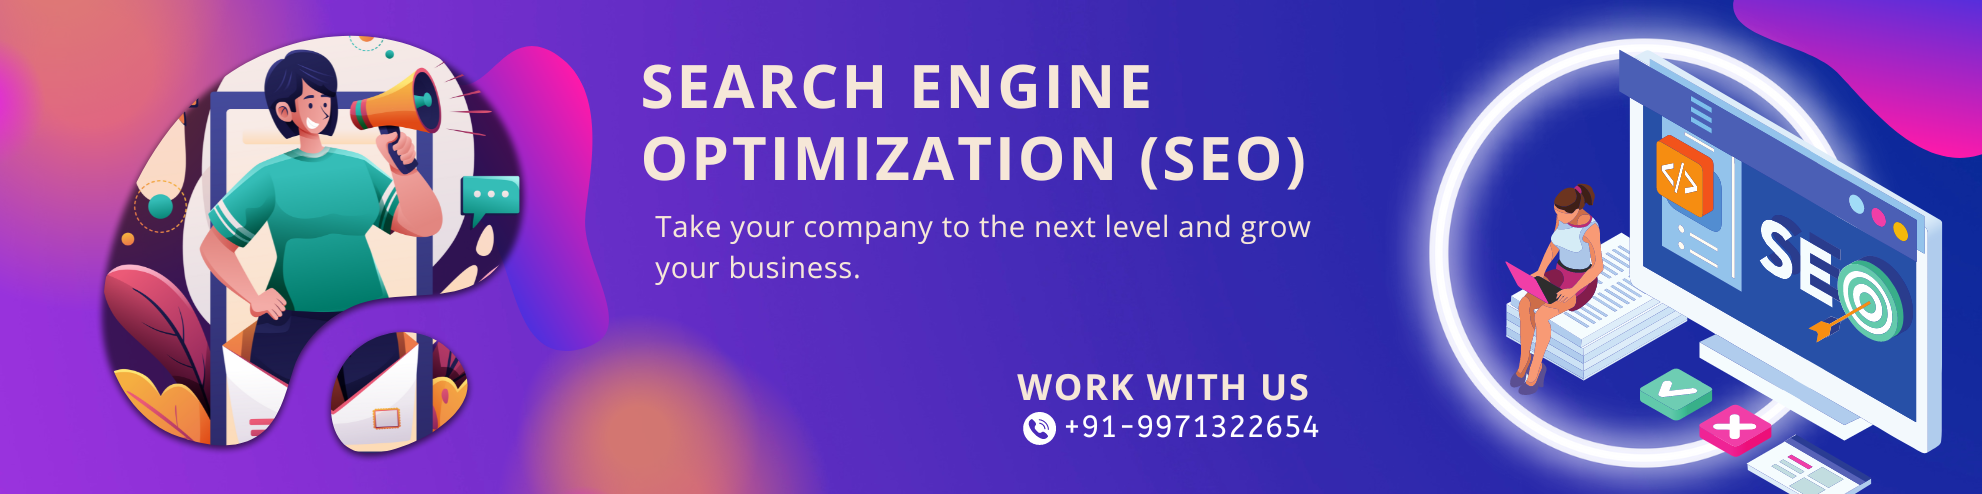 SEARCH ENGINE
OPTIMIZATION (SEO)
Take your company to the next level and grow
your business.
WORK WITH US
+91-9971322654
</>
SE